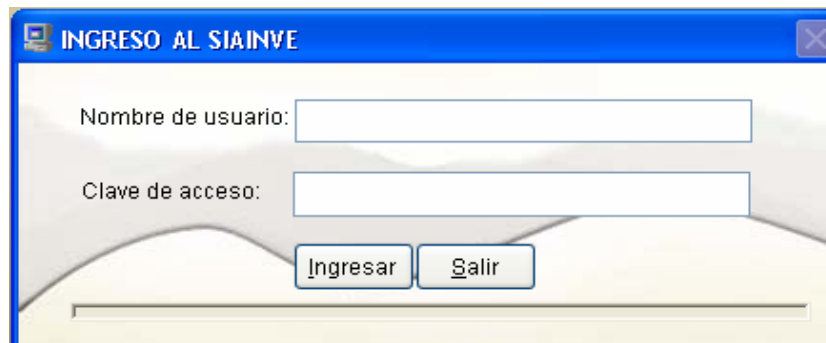 INGRESO AL SIAINVE
Nombre de usuario:
Clave de acceso:
Ingresar Salir